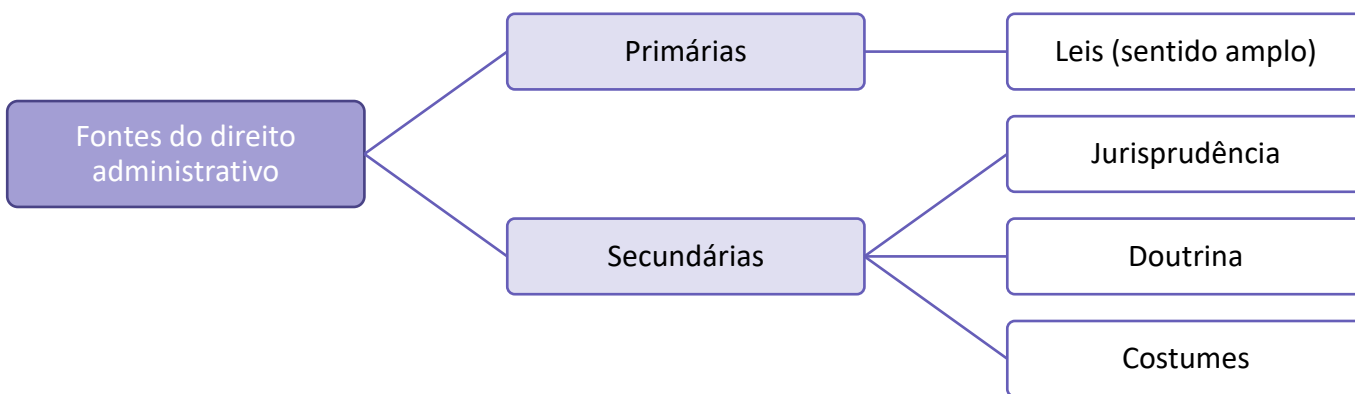 Fontes do direito
administrativo
Primárias
Leis (sentido amplo)
Secundárias
Jurisprudência
Doutrina
Costumes